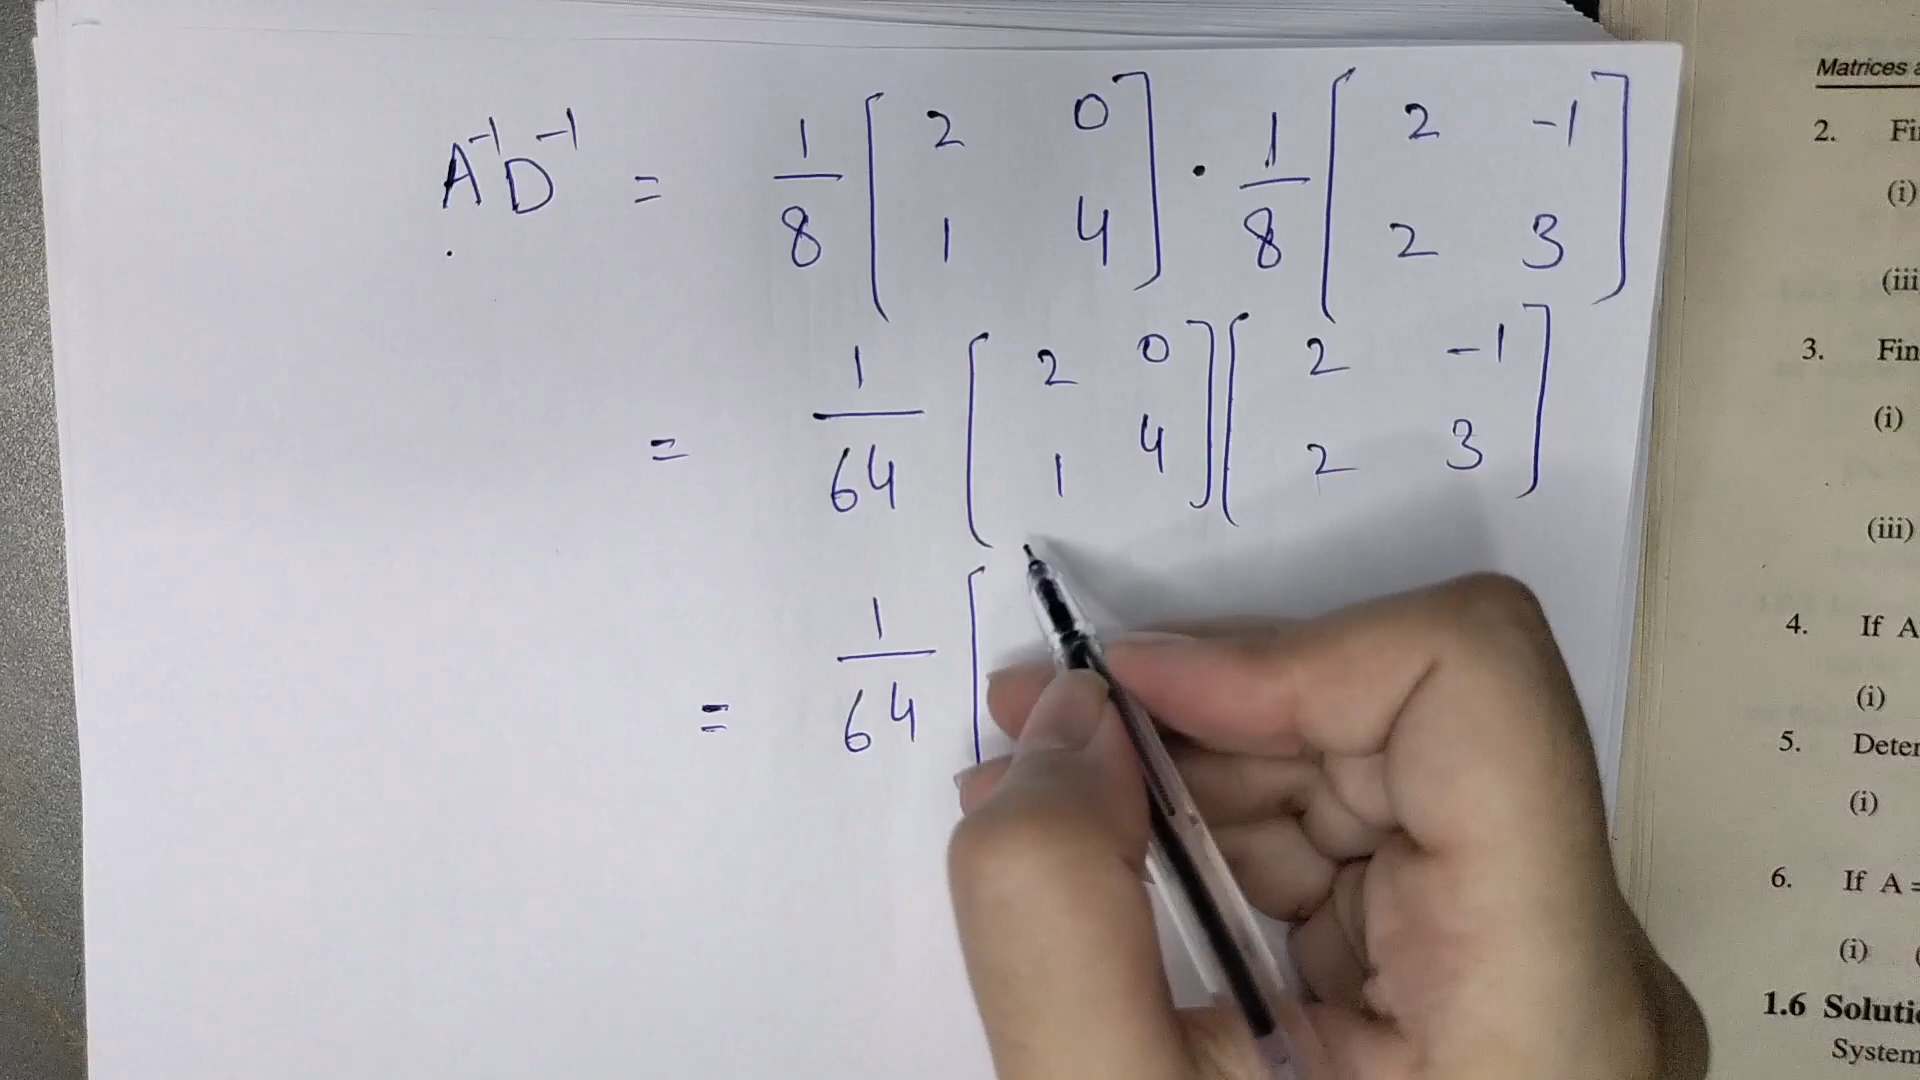 A⁻¹D⁻¹ = 1/8 [2 0; 1 4] · 1/8 [2 -1; 2 3]
= 1/64 [2 0; 1 4] [2 -1; 2 3]
= 1/64 [
Matrices
2.
(i)
(iii
3. Fin
(i)
(iii)
4. If A
(i)
5. Deter
(i)
6. If A =
(i) (
1.6 Soluti
System